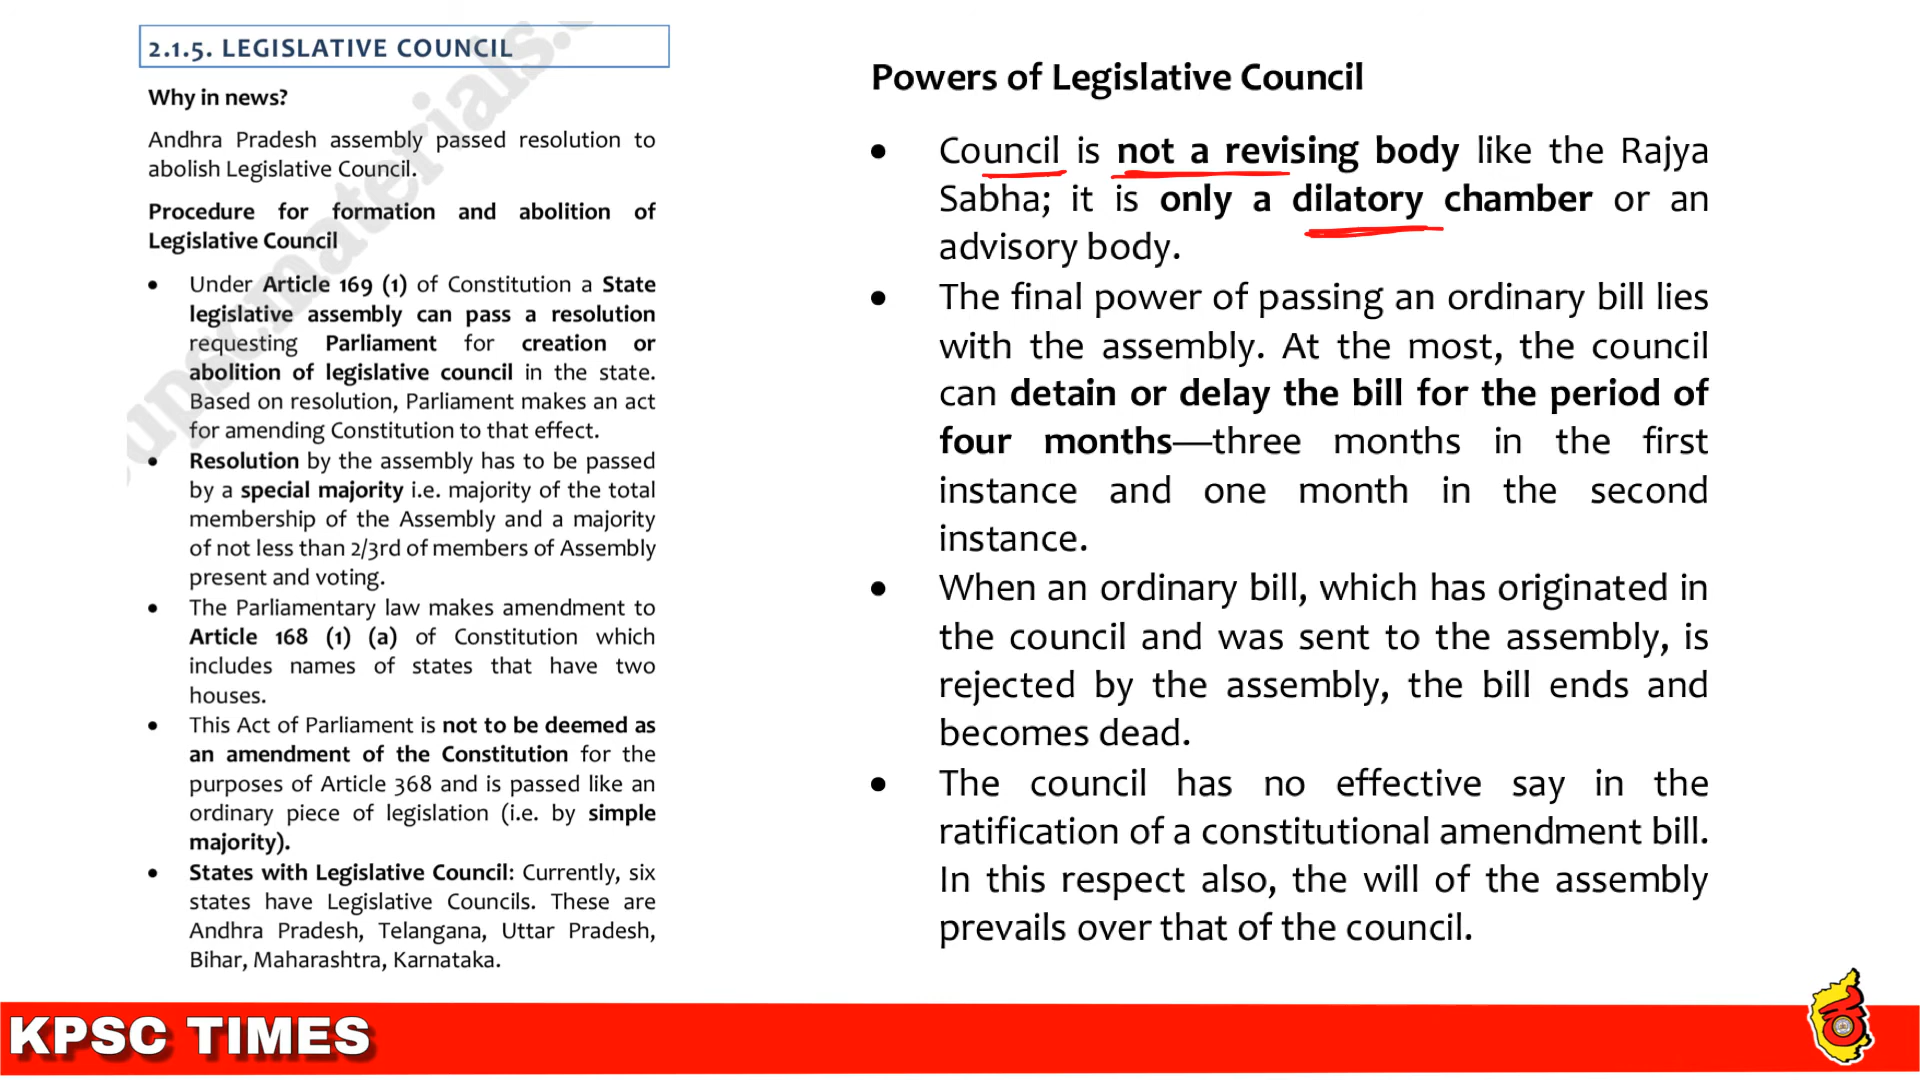 2.1.5. LEGISLATIVE COUNCIL
Why in news?
Andhra Pradesh assembly passed resolution to
abolish Legislative Council.
Procedure for formation and abolition of
Legislative Council
• Under Article 169 (1) of Constitution a State
legislative assembly can pass a resolution
requesting Parliament for creation or
abolition of legislative council in the state.
Based on resolution, Parliament makes an act
for amending Constitution to that effect.
• Resolution by the assembly has to be passed
by a special majority i.e. majority of the total
membership of the Assembly and a majority
of not less than 2/3rd of members of Assembly
present and voting.
• The Parliamentary law makes amendment to
Article 168 (1) (a) of Constitution which
includes names of states that have two
houses.
• This Act of Parliament is not to be deemed as
an amendment of the Constitution for the
purposes of Article 368 and is passed like an
ordinary piece of legislation (i.e. by simple
majority).
• States with Legislative Council: Currently, six
states have Legislative Councils. These are
Andhra Pradesh, Telangana, Uttar Pradesh,
Bihar, Maharashtra, Karnataka.
Powers of Legislative Council
• Council is not a revising body like the Rajya
Sabha; it is only a dilatory chamber or an
advisory body.
• The final power of passing an ordinary bill lies
with the assembly. At the most, the council
can detain or delay the bill for the period of
four months—three months in the first
instance and one month in the second
instance.
• When an ordinary bill, which has originated in
the council and was sent to the assembly, is
rejected by the assembly, the bill ends and
becomes dead.
• The council has no effective say in the
ratification of a constitutional amendment bill.
In this respect also, the will of the assembly
prevails over that of the council.
KPSC TIMES